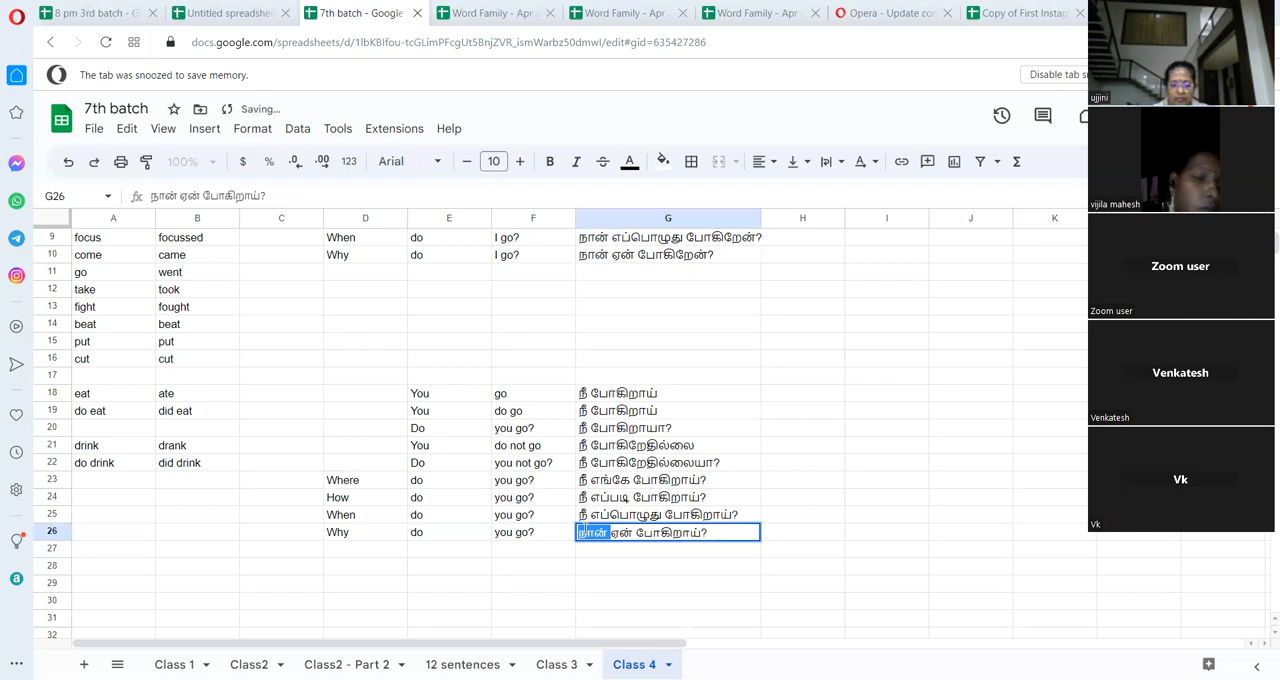 8 pm 3rd batch - G
Untitled spreadshe
7th batch - Google
Word Family - Apr 2
Word Family - Apr
Word Family - Apr
Opera - Update con
Copy of First Instag
docs.google.com/spreadsheets/d/
/edit#gid=635427286
The tab was snoozed to save memory.
Disable tab
7th batch
Saving...
File Edit View Insert Format Data Tools Extensions Help
100% $ % .0 .00 123 Arial - 10 + B I A
G26 fx நான் ஏன் போகிறாய்?
A B C D E F G H I J K
9 focus focussed When do I go? நான் எப்பொழுது போகிறேன்?
10 come came Why do I go? நான் ஏன் போகிறேன்?
11 go went
12 take took
13 fight fought
14 beat beat
15 put put
16 cut cut
17
18 eat ate You go நீ போகிறாய்
19 do eat did eat You do go நீ போகிறாய்
20 Do you go? நீ போகிறாயா?
21 drink drank You do not go நீ போகிறேதில்லை
22 do drink did drink Do you not go? நீ போகிறேதில்லையா?
23 Where do you go? நீ எங்கே போகிறாய்?
24 How do you go? நீ எப்படி போகிறாய்?
25 When do you go? நீ எப்பொழுது போகிறாய்?
26 Why do you go? நான் ஏன் போகிறாய்?
27
28
29
30
31
32
Class 1 Class2 Class2 - Part 2 12 sentences Class 3 Class 4
ujjini
vijila mahesh
Zoom user
Zoom user
Venkatesh
Venkatesh
Vk
Vk